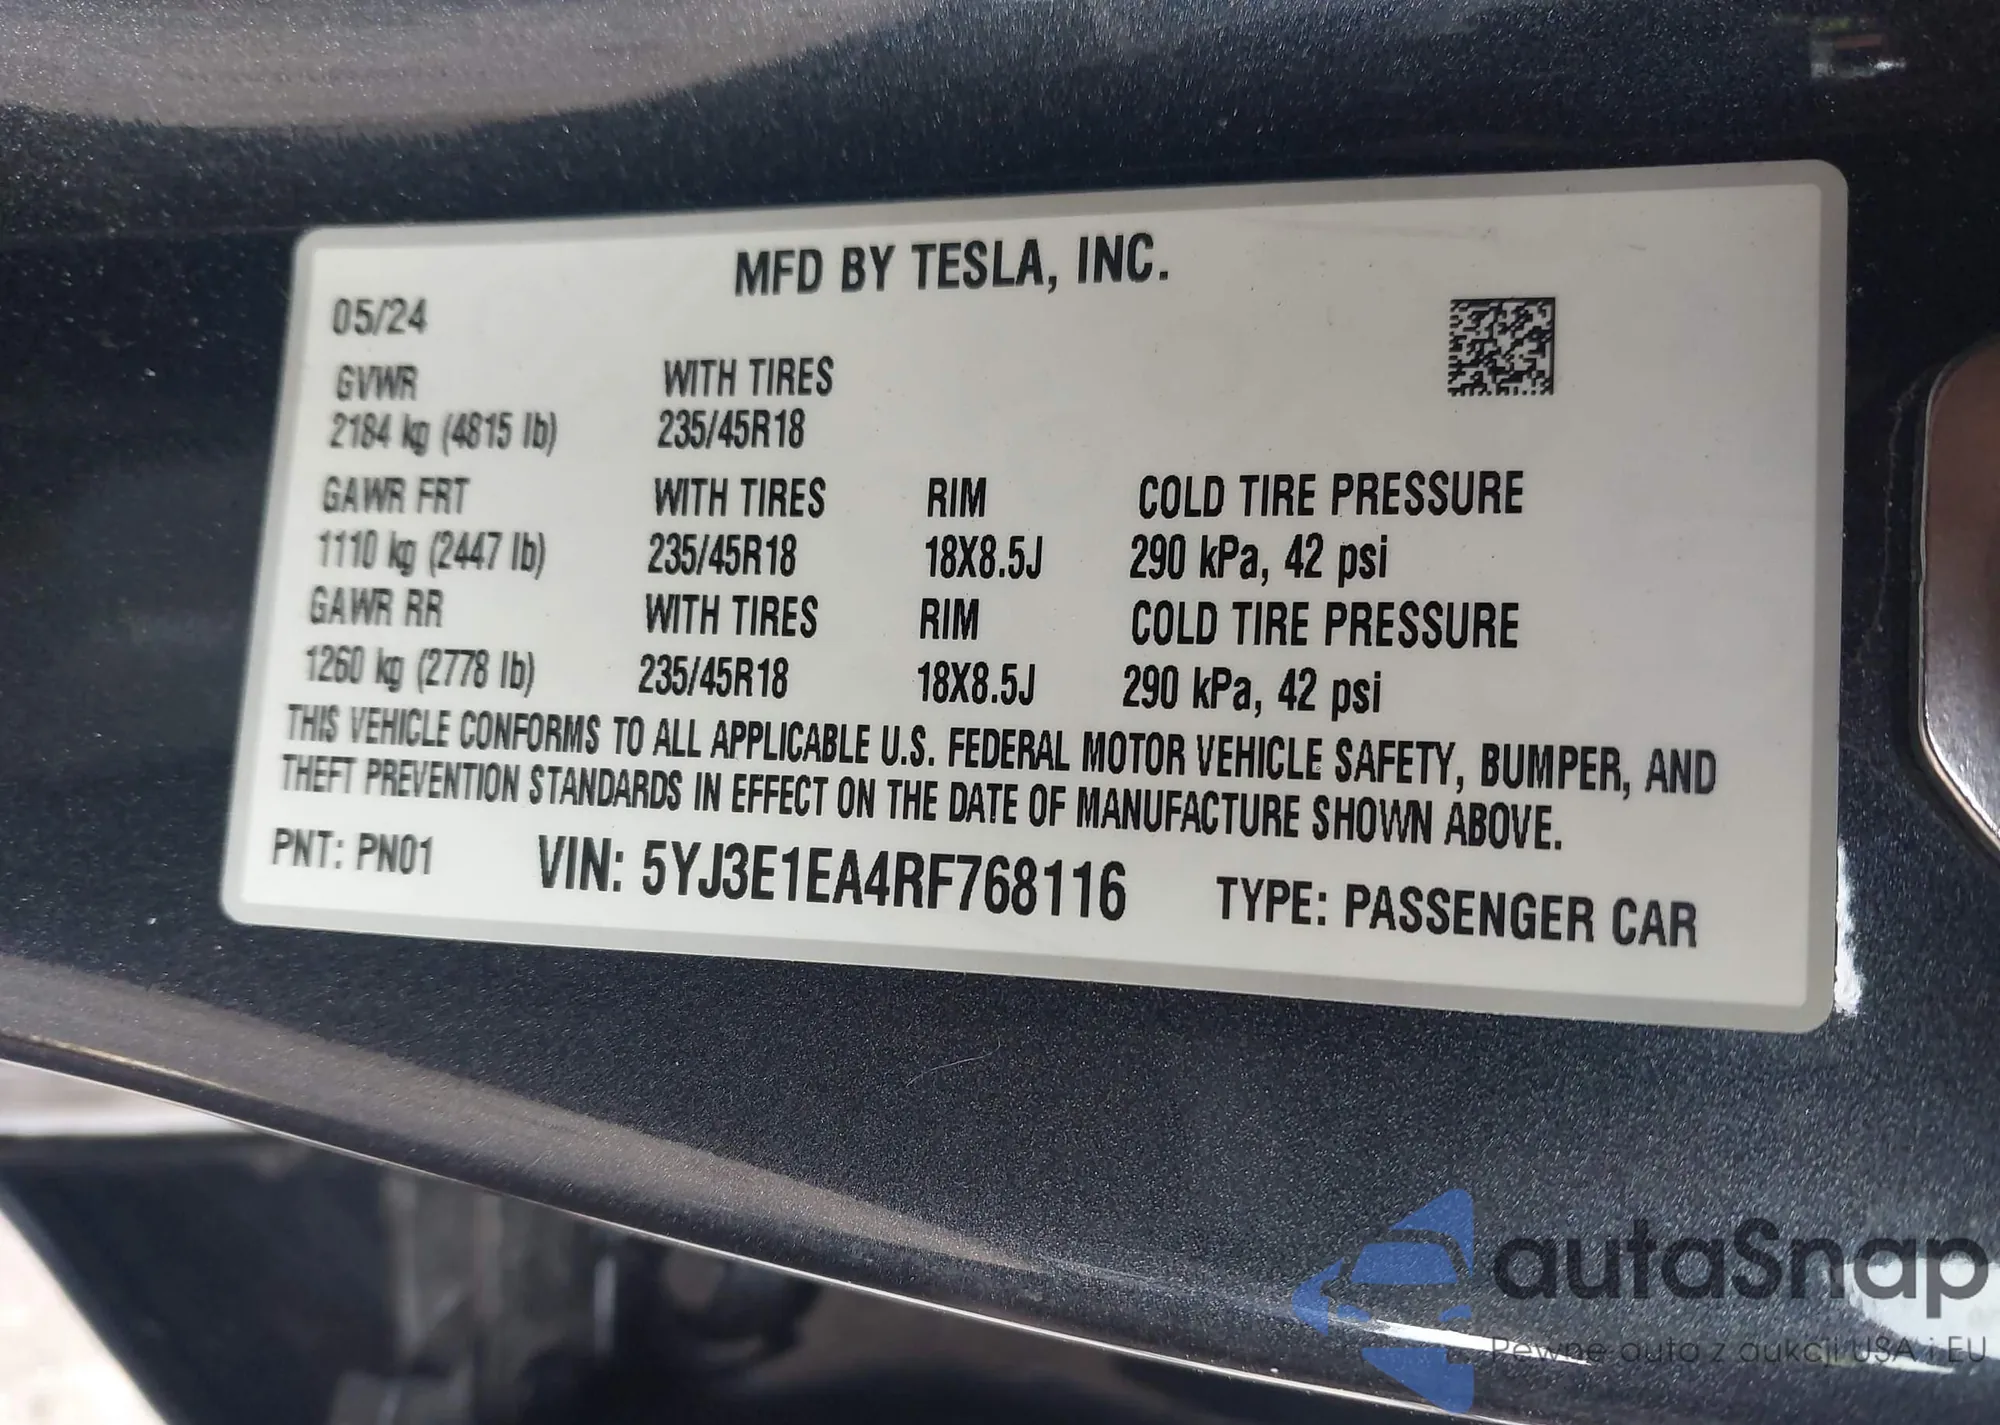 MFD BY TESLA, INC.
05/24
GVWR WITH TIRES
2184 kg (4815 lb) 235/45R18
GAWR FRT WITH TIRES RIM COLD TIRE PRESSURE
1110 kg (2447 lb) 235/45R18 18X8.5J 290 kPa, 42 psi
GAWR RR WITH TIRES RIM COLD TIRE PRESSURE
1260 kg (2778 lb) 235/45R18 18X8.5J 290 kPa, 42 psi
THIS VEHICLE CONFORMS TO ALL APPLICABLE U.S. FEDERAL MOTOR VEHICLE SAFETY, BUMPER, AND
THEFT PREVENTION STANDARDS IN EFFECT ON THE DATE OF MANUFACTURE SHOWN ABOVE.
PNT: PN01 VIN: 5YJ3E1EA4RF768116 TYPE: PASSENGER CAR
autaSnap
Pewne auto z aukcji USA i EU